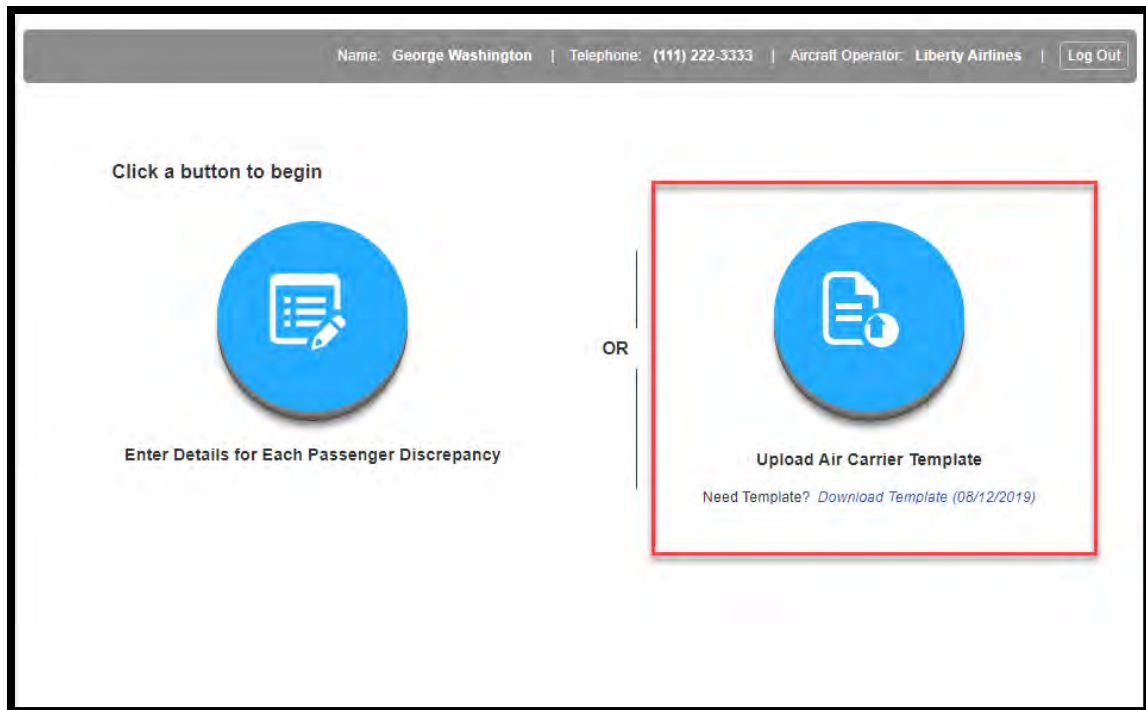 Name: George Washington | Telephone: (111) 222-3333 | Aircraft Operator: Liberty Airlines | Log Out
Click a button to begin
OR
Enter Details for Each Passenger Discrepancy
Upload Air Carrier Template
Need Template? Download Template (08/12/2019)